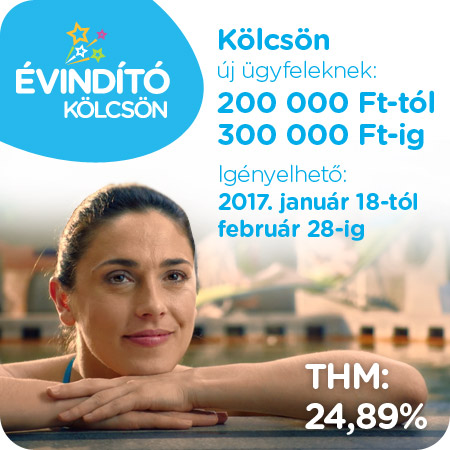 ÉVINDÍTÓ
KÖLCSÖN
Kölcsön
új ügyfeleknek:
200 000 Ft-tól
300 000 Ft-ig
Igényelhető:
2017. január 18-tól
február 28-ig
THM:
24,89%